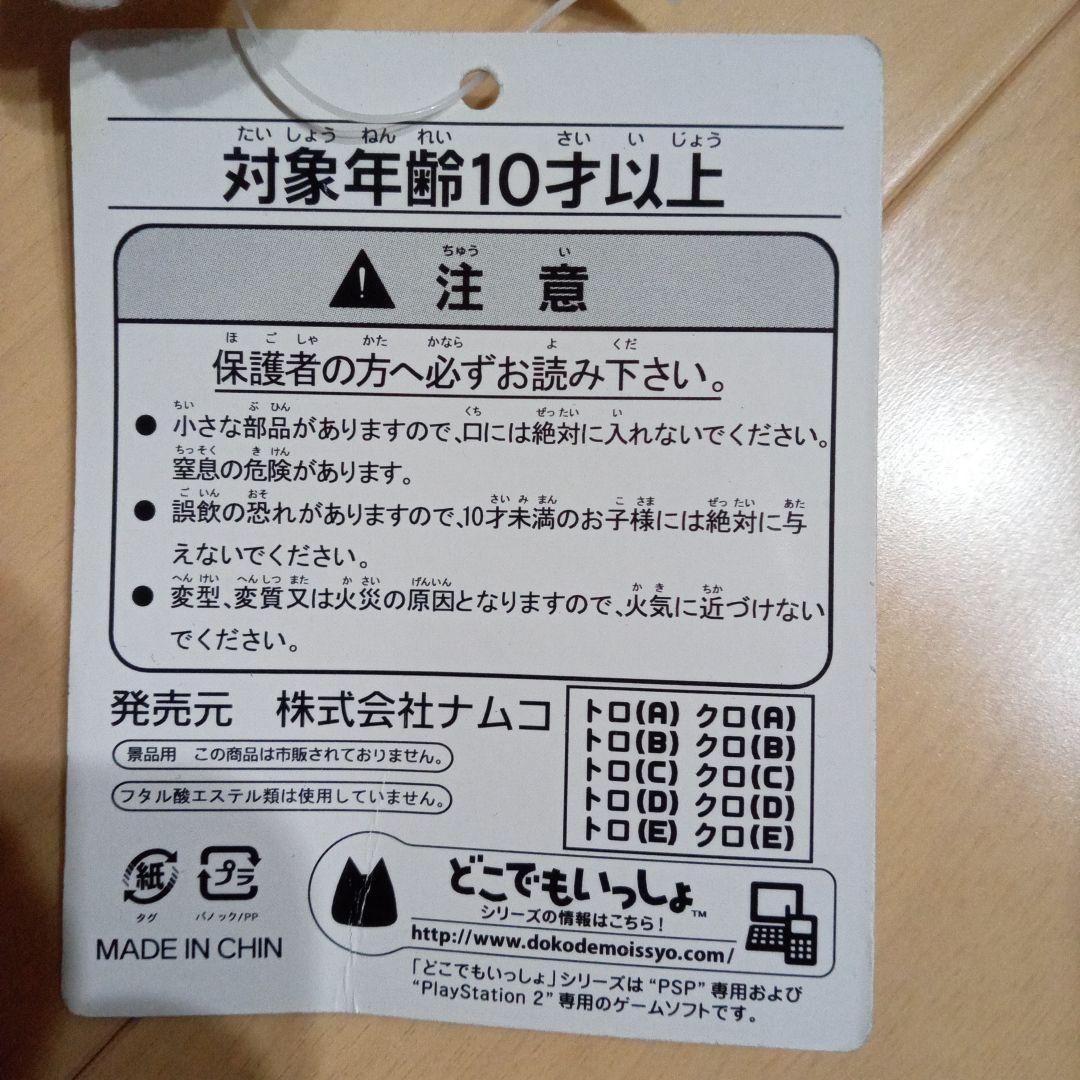 たいしょうねんれい さいいじょう
対象年齢10才以上
ちゅう い
注 意
ほごしゃ かた かなら よ くだ
保護者の方へ必ずお読み下さい。
ちい ぶひん くち ぜったい い
● 小さな部品がありますので、口には絶対に入れないでください。
ちっそく きけん
窒息の危険があります。
ごいん おそ さいみまん こさま ぜったい あた
● 誤飲の恐れがありますので、10才未満のお子様には絶対に与
えないでください。
へんけい へんしつ また かさい げんいん かき ちか
● 変型、変質又は火災の原因となりますので、火気に近づけない
でください。
発売元 株式会社ナムコ
景品用 この商品は市販されておりません。
フタル酸エステル類は使用していません。
トロ(A) クロ(A)
トロ(B) クロ(B)
トロ(C) クロ(C)
トロ(D) クロ(D)
トロ(E) クロ(E)
紙 プラ
タグ パノック/PP
MADE IN CHIN
どこでもいっしょ™
シリーズの情報はこちら!
http://www.dokodemoissyo.com/
「どこでもいっしょ」シリーズは "PSP" 専用および
"PlayStation 2" 専用のゲームソフトです。